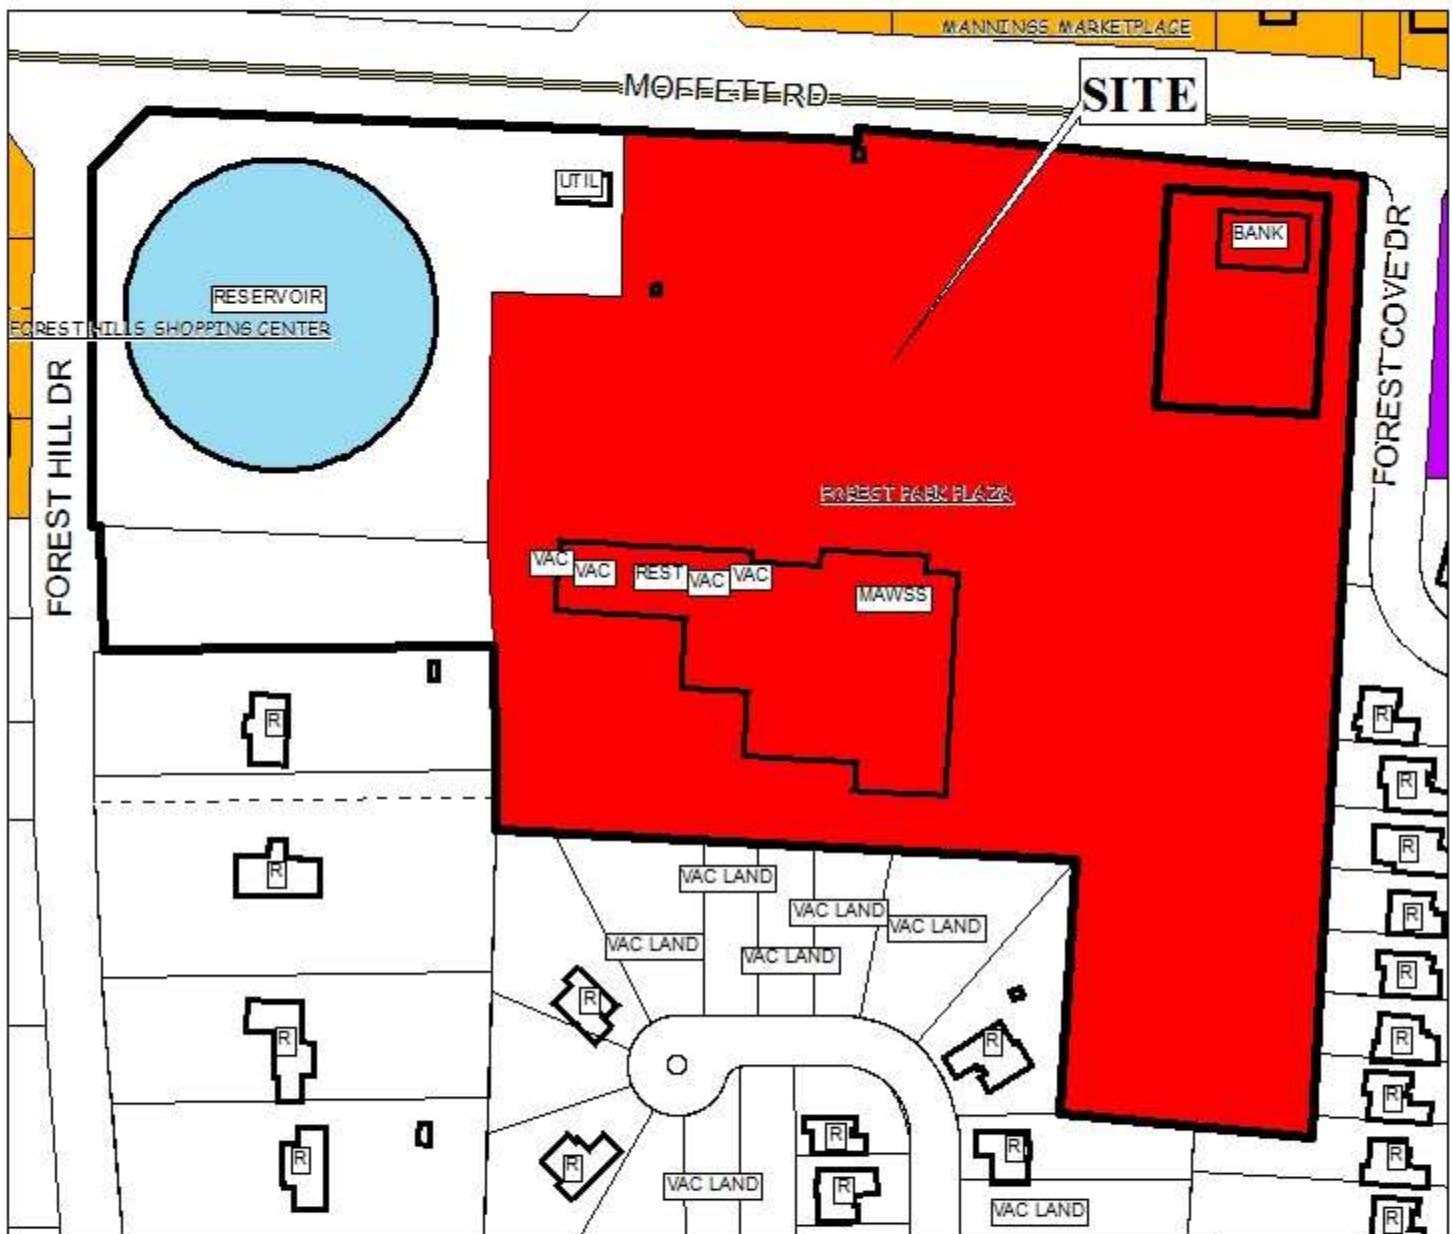 MANNINGS MARKETPLACE
MOFFETT RD
SITE
UTIL
BANK
RESERVOIR
FOREST HILLS SHOPPING CENTER
FOREST HILL DR
FOREST COVE DR
FOREST PARK PLAZA
VAC
VAC
REST
VAC
VAC
MAWSS
R
R
R
R
R
R
VAC LAND
VAC LAND
VAC LAND
VAC LAND
VAC LAND
R
R
R
R
R
R
R
R
R
R
R
R
VAC LAND
R
VAC LAND
R